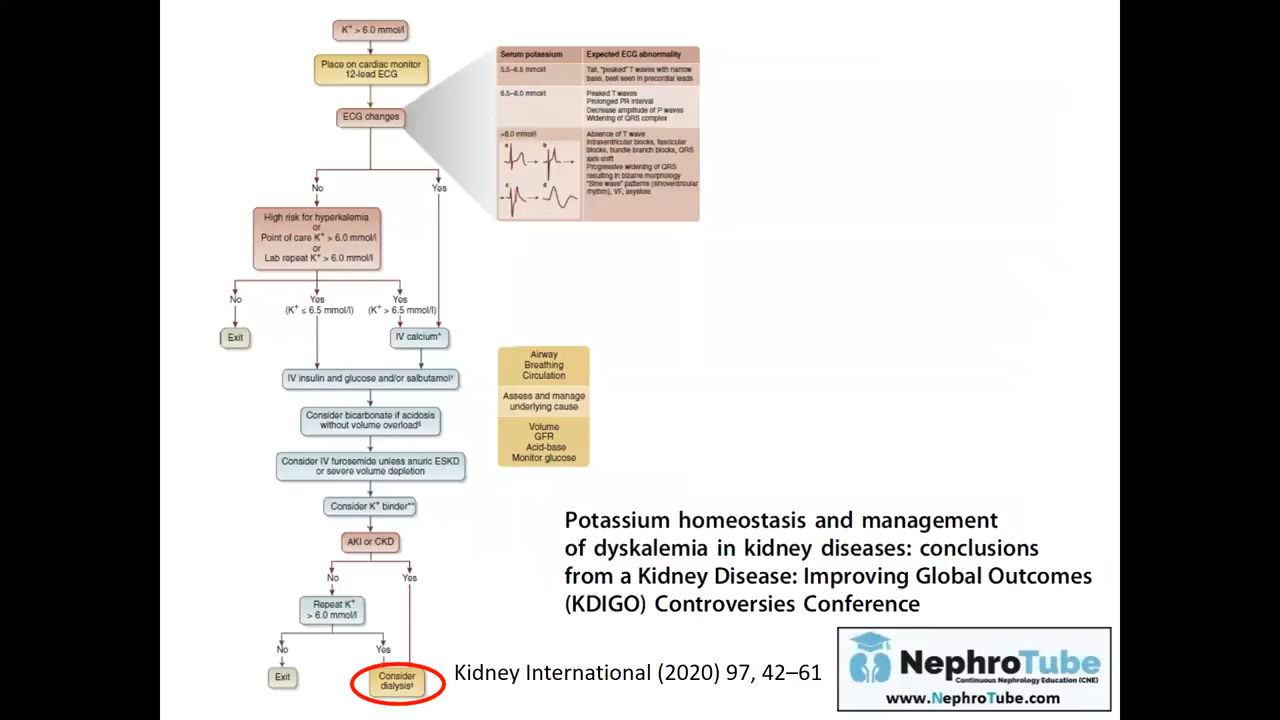 K⁺ > 6.0 mmol/l
Place on cardiac monitor
12-lead ECG
ECG changes
Serum potassium
Expected ECG abnormality
5.5–6.5 mmol/l
Tall, "peaked" T waves with narrow
base, best seen in precordial leads
6.5–8.0 mmol/l
Peaked T waves
Prolonged PR interval
Decrease amplitude of P waves
Widening of QRS complex
>8.0 mmol/l
a
b
c
d
Absence of T wave
Intraventricular blocks, fascicular
blocks, bundle branch blocks, QRS
axis shift
Progressive widening of QRS
resulting in bizarre morphology
"Sine wave" patterns (sinoventricular
rhythm), VF, asystole
No
Yes
High risk for hyperkalemia
or
Point of care K⁺ > 6.0 mmol/l
or
Lab repeat K⁺ > 6.0 mmol/l
No
Yes
(K⁺ ≤ 6.5 mmol/l)
Yes
(K⁺ > 6.5 mmol/l)
Exit
IV calcium*
IV insulin and glucose and/or salbutamol†
Consider bicarbonate if acidosis
without volume overload§
Consider IV furosemide unless anuric ESKD
or severe volume depletion
Consider K⁺ binder**
AKI or CKD
No
Yes
Repeat K⁺
> 6.0 mmol/l
No
Yes
Exit
Consider
dialysis‡
Airway
Breathing
Circulation
Assess and manage
underlying cause
Volume
GFR
Acid-base
Monitor glucose
Potassium homeostasis and management
of dyskalemia in kidney diseases: conclusions
from a Kidney Disease: Improving Global Outcomes
(KDIGO) Controversies Conference
Kidney International (2020) 97, 42–61
NephroTube
Continuous Nephrology Education (CNE)
www.NephroTube.com